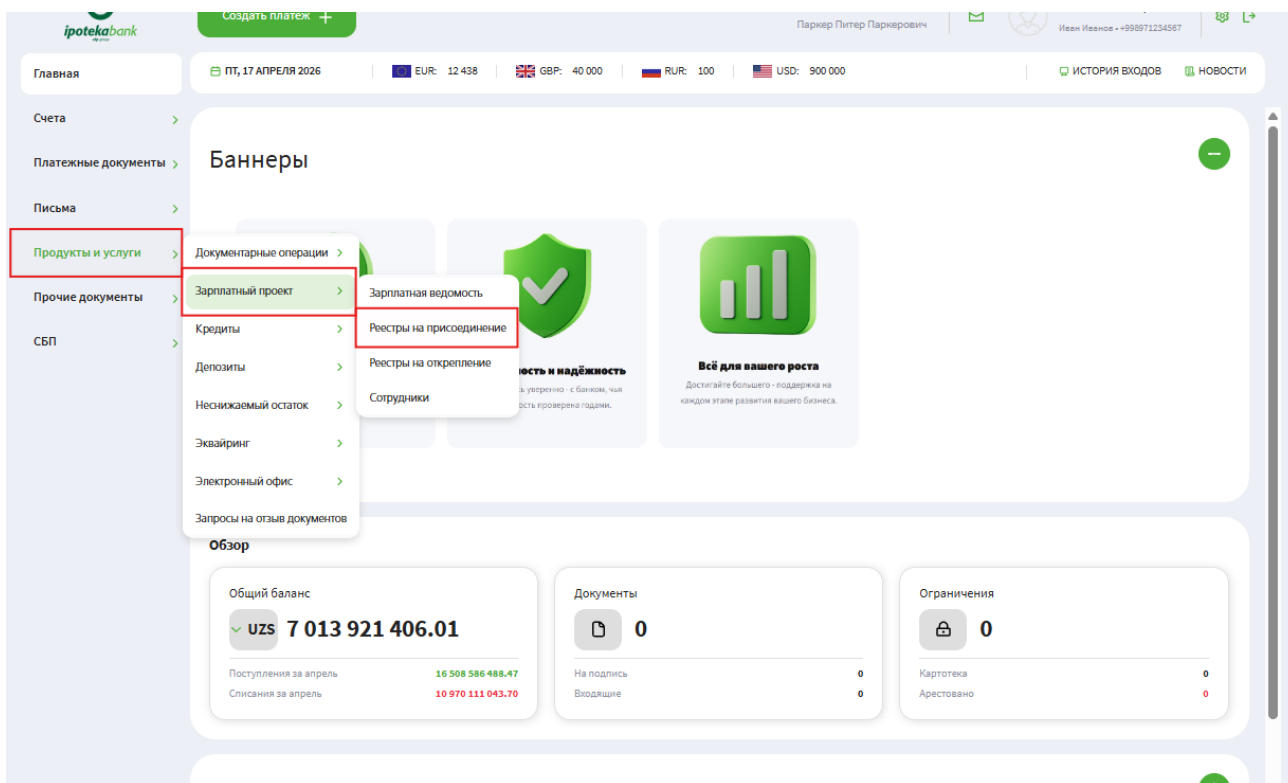 ipotekabank
Создать платеж +
Паркер Питер Паркерович
Иван Иванов • +998971234567
Главная
ПТ, 17 АПРЕЛЯ 2026
EUR: 12 438
GBP: 40 000
RUR: 100
USD: 900 000
ИСТОРИЯ ВХОДОВ
НОВОСТИ
Счета
Платежные документы
Письма
Продукты и услуги
Прочие документы
СБП
Баннеры
Документарные операции
Зарплатный проект
Кредиты
Депозиты
Неснижаемый остаток
Эквайринг
Электронный офис
Запросы на отзыв документов
Зарплатная ведомость
Реестры на присоединение
Реестры на открепление
Сотрудники
и надёжность
уверенно - с банком, чья
проверена годами.
Всё для вашего роста
Достигайте большего - поддержка на
каждом этапе развития вашего бизнеса.
Обзор
Общий баланс
UZS 7 013 921 406.01
Поступления за апрель 16 508 586 488.47
Списания за апрель 10 970 111 043.70
Документы
0
На подпись 0
Входящие 0
Ограничения
0
Картотека 0
Арестовано 0